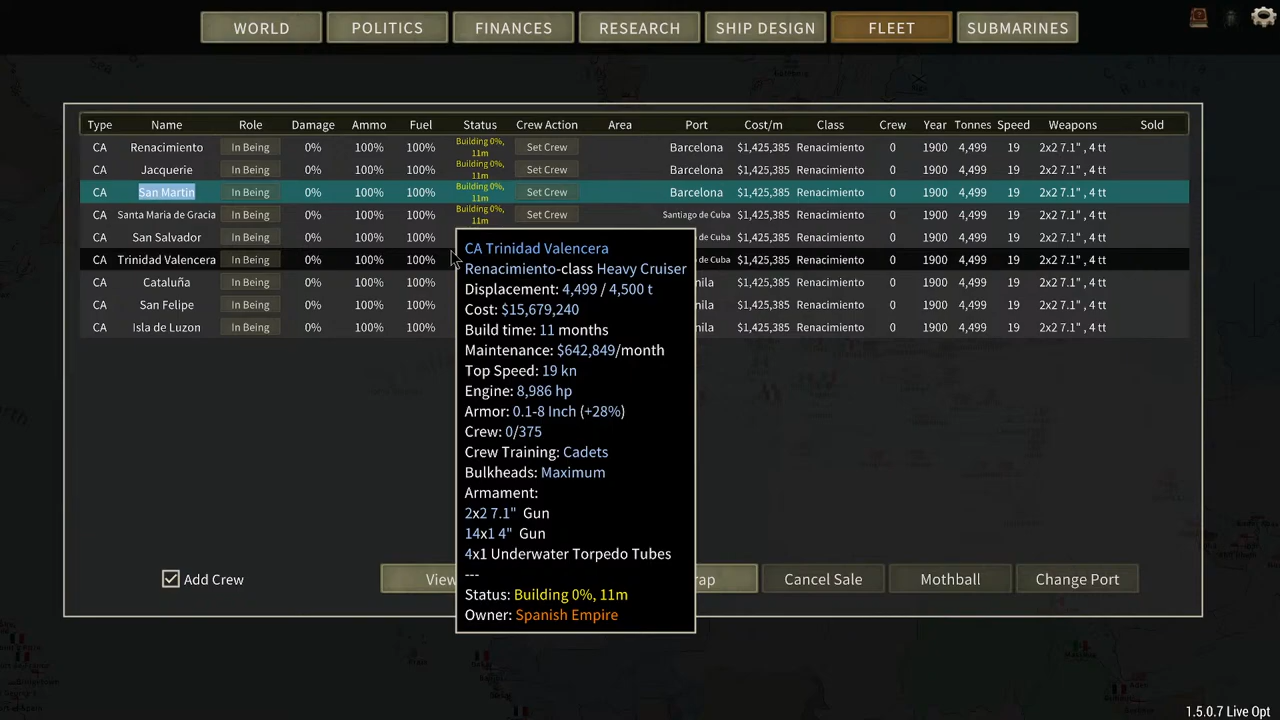 WORLD POLITICS FINANCES RESEARCH SHIP DESIGN FLEET SUBMARINES
Type Name Role Damage Ammo Fuel Status Crew Action Area Port Cost/m Class Crew Year Tonnes Speed Weapons Sold
CA Renacimiento In Being 0% 100% 100% Building 0%, 11m Set Crew Barcelona $1,425,385 Renacimiento 0 1900 4,499 19 2x2 7.1" , 4 tt
CA Jacquerie In Being 0% 100% 100% Building 0%, 11m Set Crew Barcelona $1,425,385 Renacimiento 0 1900 4,499 19 2x2 7.1" , 4 tt
CA San Martin In Being 0% 100% 100% Building 0%, 11m Set Crew Barcelona $1,425,385 Renacimiento 0 1900 4,499 19 2x2 7.1" , 4 tt
CA Santa Maria de Gracia In Being 0% 100% 100% Building 0%, 11m Set Crew Santiago de Cuba $1,425,385 Renacimiento 0 1900 4,499 19 2x2 7.1" , 4 tt
CA San Salvador In Being 0% 100% 100% de Cuba $1,425,385 Renacimiento 0 1900 4,499 19 2x2 7.1" , 4 tt
CA Trinidad Valencera In Being 0% 100% 100% de Cuba $1,425,385 Renacimiento 0 1900 4,499 19 2x2 7.1" , 4 tt
CA Cataluña In Being 0% 100% 100% nila $1,425,385 Renacimiento 0 1900 4,499 19 2x2 7.1" , 4 tt
CA San Felipe In Being 0% 100% 100% nila $1,425,385 Renacimiento 0 1900 4,499 19 2x2 7.1" , 4 tt
CA Isla de Luzon In Being 0% 100% 100% nila $1,425,385 Renacimiento 0 1900 4,499 19 2x2 7.1" , 4 tt
CA Trinidad Valencera
Renacimiento-class Heavy Cruiser
Displacement: 4,499 / 4,500 t
Cost: $15,679,240
Build time: 11 months
Maintenance: $642,849/month
Top Speed: 19 kn
Engine: 8,986 hp
Armor: 0.1-8 Inch (+28%)
Crew: 0/375
Crew Training: Cadets
Bulkheads: Maximum
Armament:
2x2 7.1" Gun
14x1 4" Gun
4x1 Underwater Torpedo Tubes
---
Status: Building 0%, 11m
Owner: Spanish Empire
Add Crew View rap Cancel Sale Mothball Change Port
1.5.0.7 Live Opt